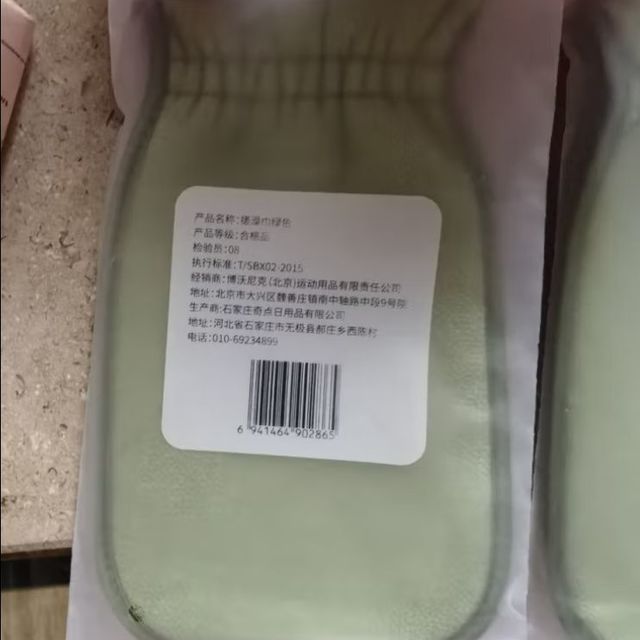 产品名称:搓澡巾绿色
产品等级:合格品
检验员:08
执行标准:T/SBX02-2015
经销商:博沃尼克(北京)运动用品有限责任公司
地址:北京市大兴区魏善庄镇南中轴路中段9号院
生产商:石家庄奇点日用品有限公司
地址:河北省石家庄市无极县郝庄乡西陈村
电话:010-69234899
6 941464 902865